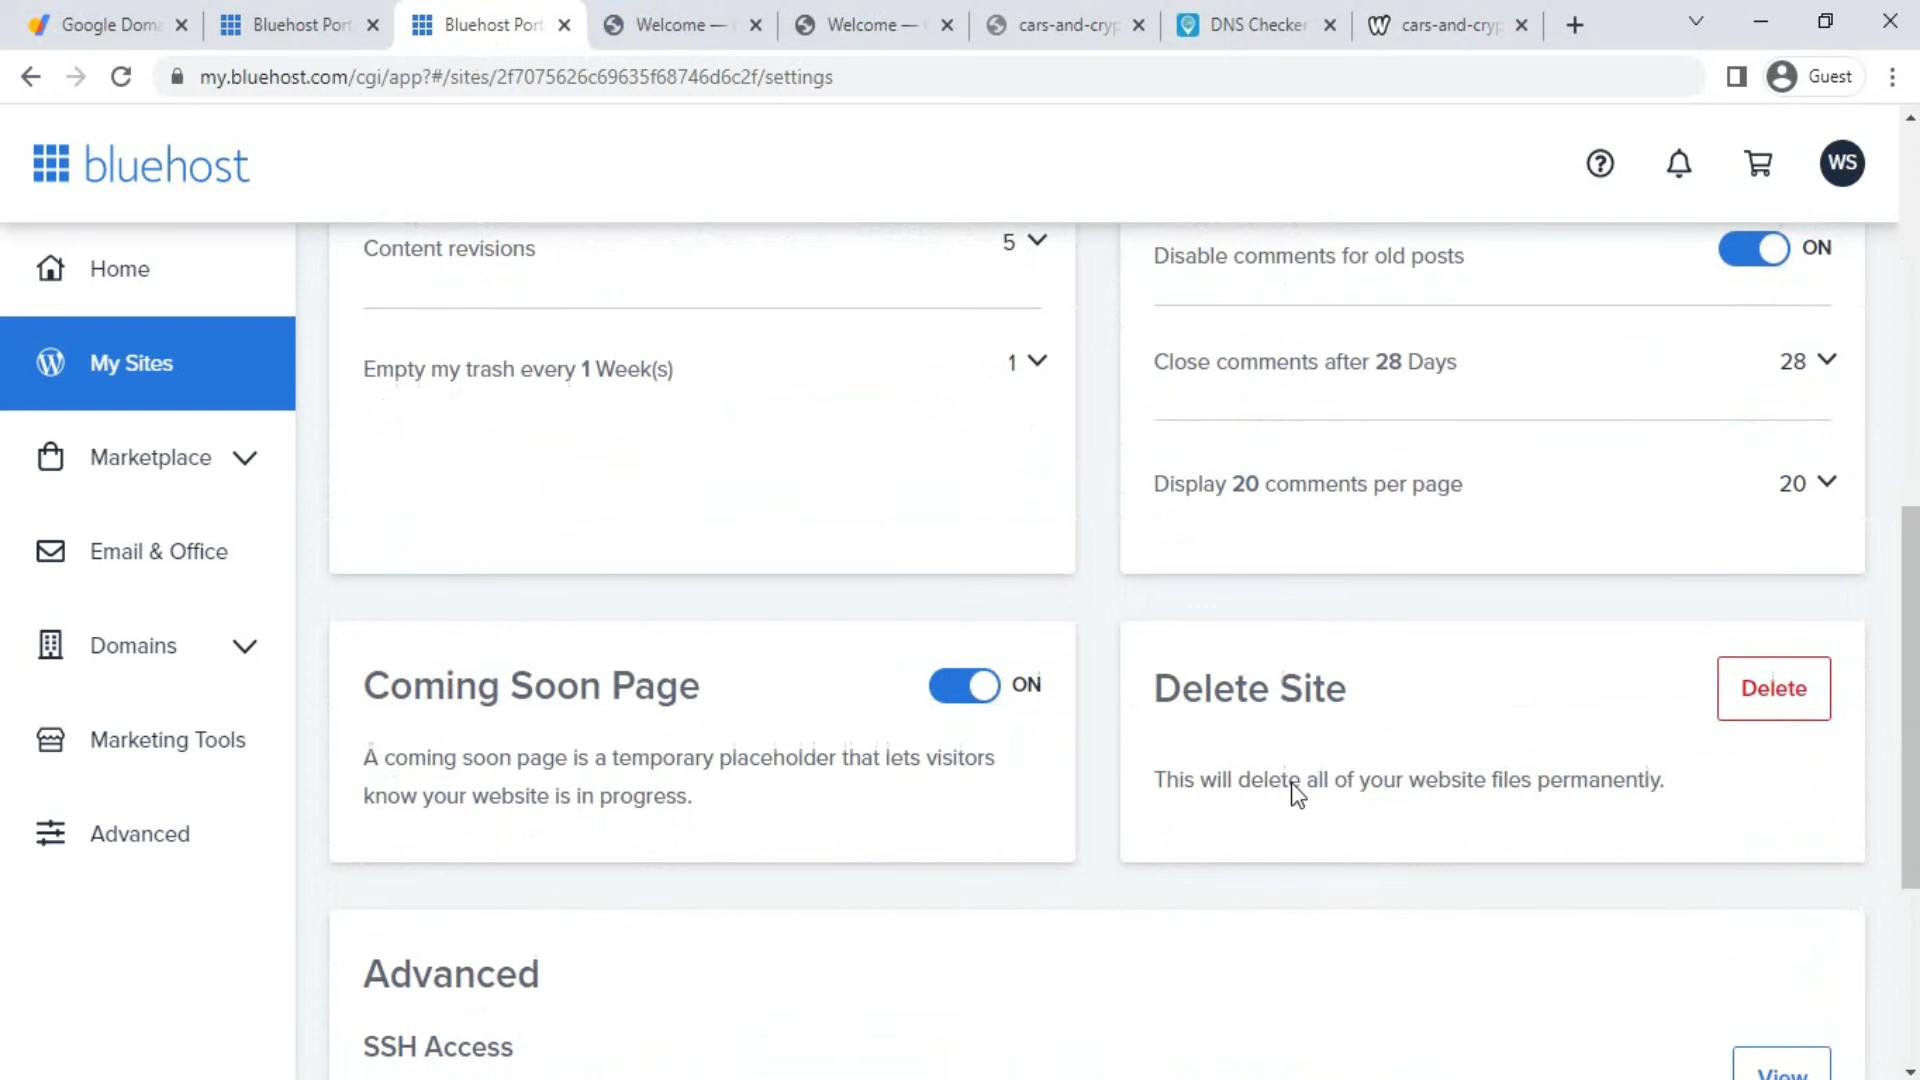 Google Doma
Bluehost Port
Bluehost Port
Welcome —
Welcome —
cars-and-cryp
DNS Checker
cars-and-cryp
my.bluehost.com/cgi/app?#/sites/2f7075626c69635f68746d6c2f/settings
Guest
bluehost
WS
Home
My Sites
Marketplace
Email & Office
Domains
Marketing Tools
Advanced
Content revisions
5
Empty my trash every 1 Week(s)
1
Disable comments for old posts
ON
Close comments after 28 Days
28
Display 20 comments per page
20
Coming Soon Page
ON
A coming soon page is a temporary placeholder that lets visitors
know your website is in progress.
Delete Site
Delete
This will delete all of your website files permanently.
Advanced
SSH Access
View